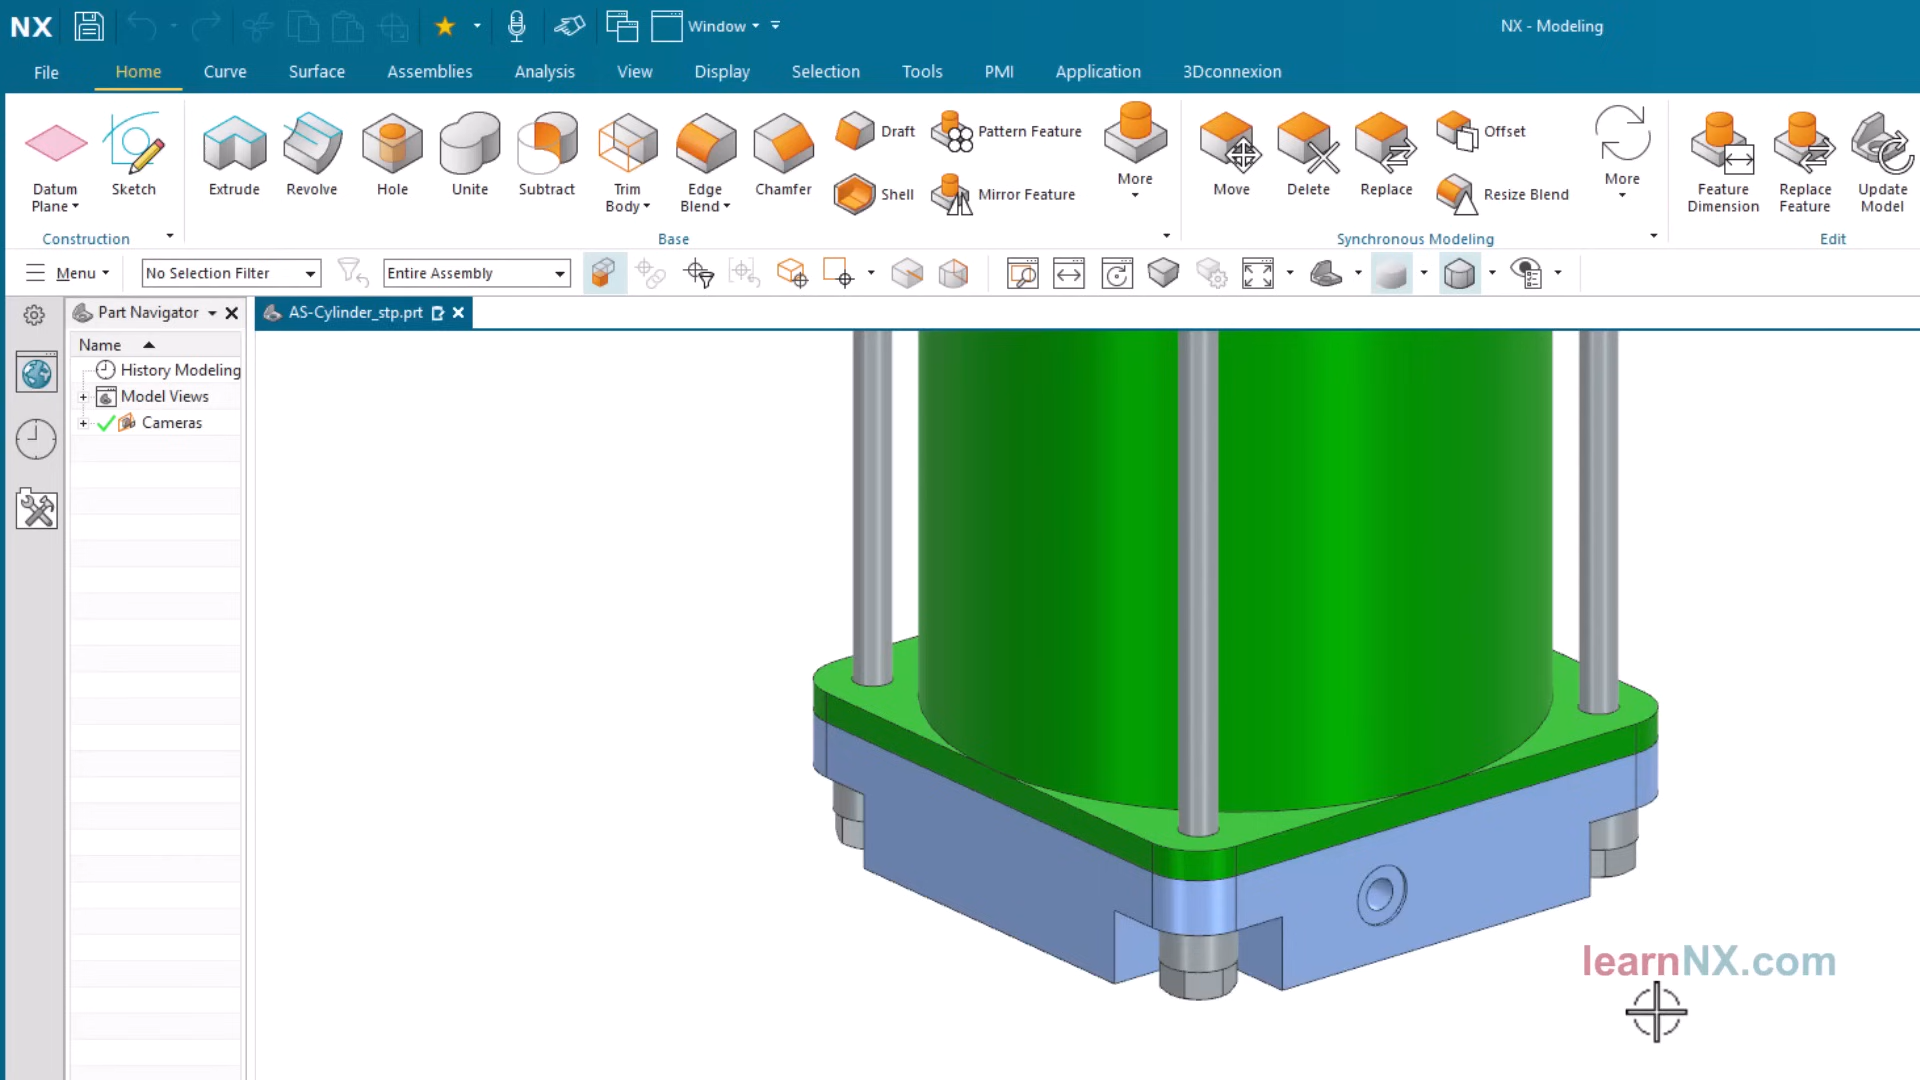 NX
Window
NX - Modeling
File Home Curve Surface Assemblies Analysis View Display Selection Tools PMI Application 3Dconnexion
Datum Plane
Sketch
Construction
Extrude
Revolve
Hole
Unite
Subtract
Trim Body
Edge Blend
Chamfer
Draft
Shell
Pattern Feature
Mirror Feature
More
Base
Move
Delete
Replace
Offset
Resize Blend
More
Synchronous Modeling
Feature Dimension
Replace Feature
Update Model
Edit
Menu
No Selection Filter
Entire Assembly
Part Navigator
AS-Cylinder_stp.prt
Name
History Modeling
Model Views
Cameras
learnNX.com